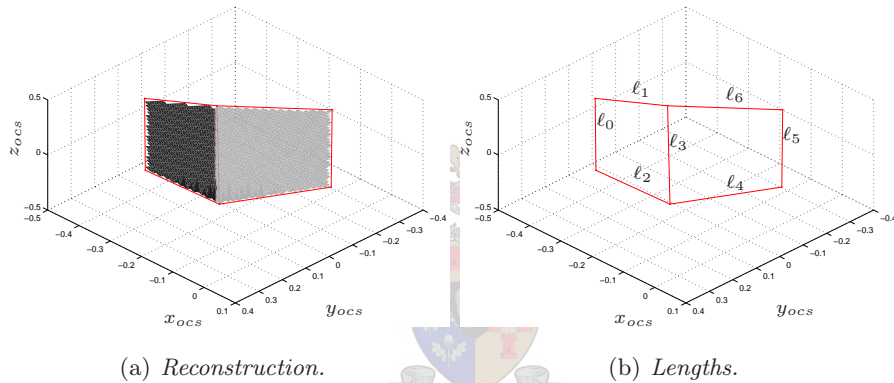 0.5
0
−0.5
−0.5
−0.4
−0.3
−0.2
−0.1
0
0.1
0.4
0.3
0.2
0.1
0
−0.1
−0.2
−0.3
−0.4
z_ocs
x_ocs
y_ocs
(a) Reconstruction.
0.5
0
−0.5
−0.5
−0.4
−0.3
−0.2
−0.1
0
0.1
0.4
0.3
0.2
0.1
0
−0.1
−0.2
−0.3
−0.4
z_ocs
x_ocs
y_ocs
ℓ0
ℓ1
ℓ2
ℓ3
ℓ4
ℓ5
ℓ6
(b) Lengths.